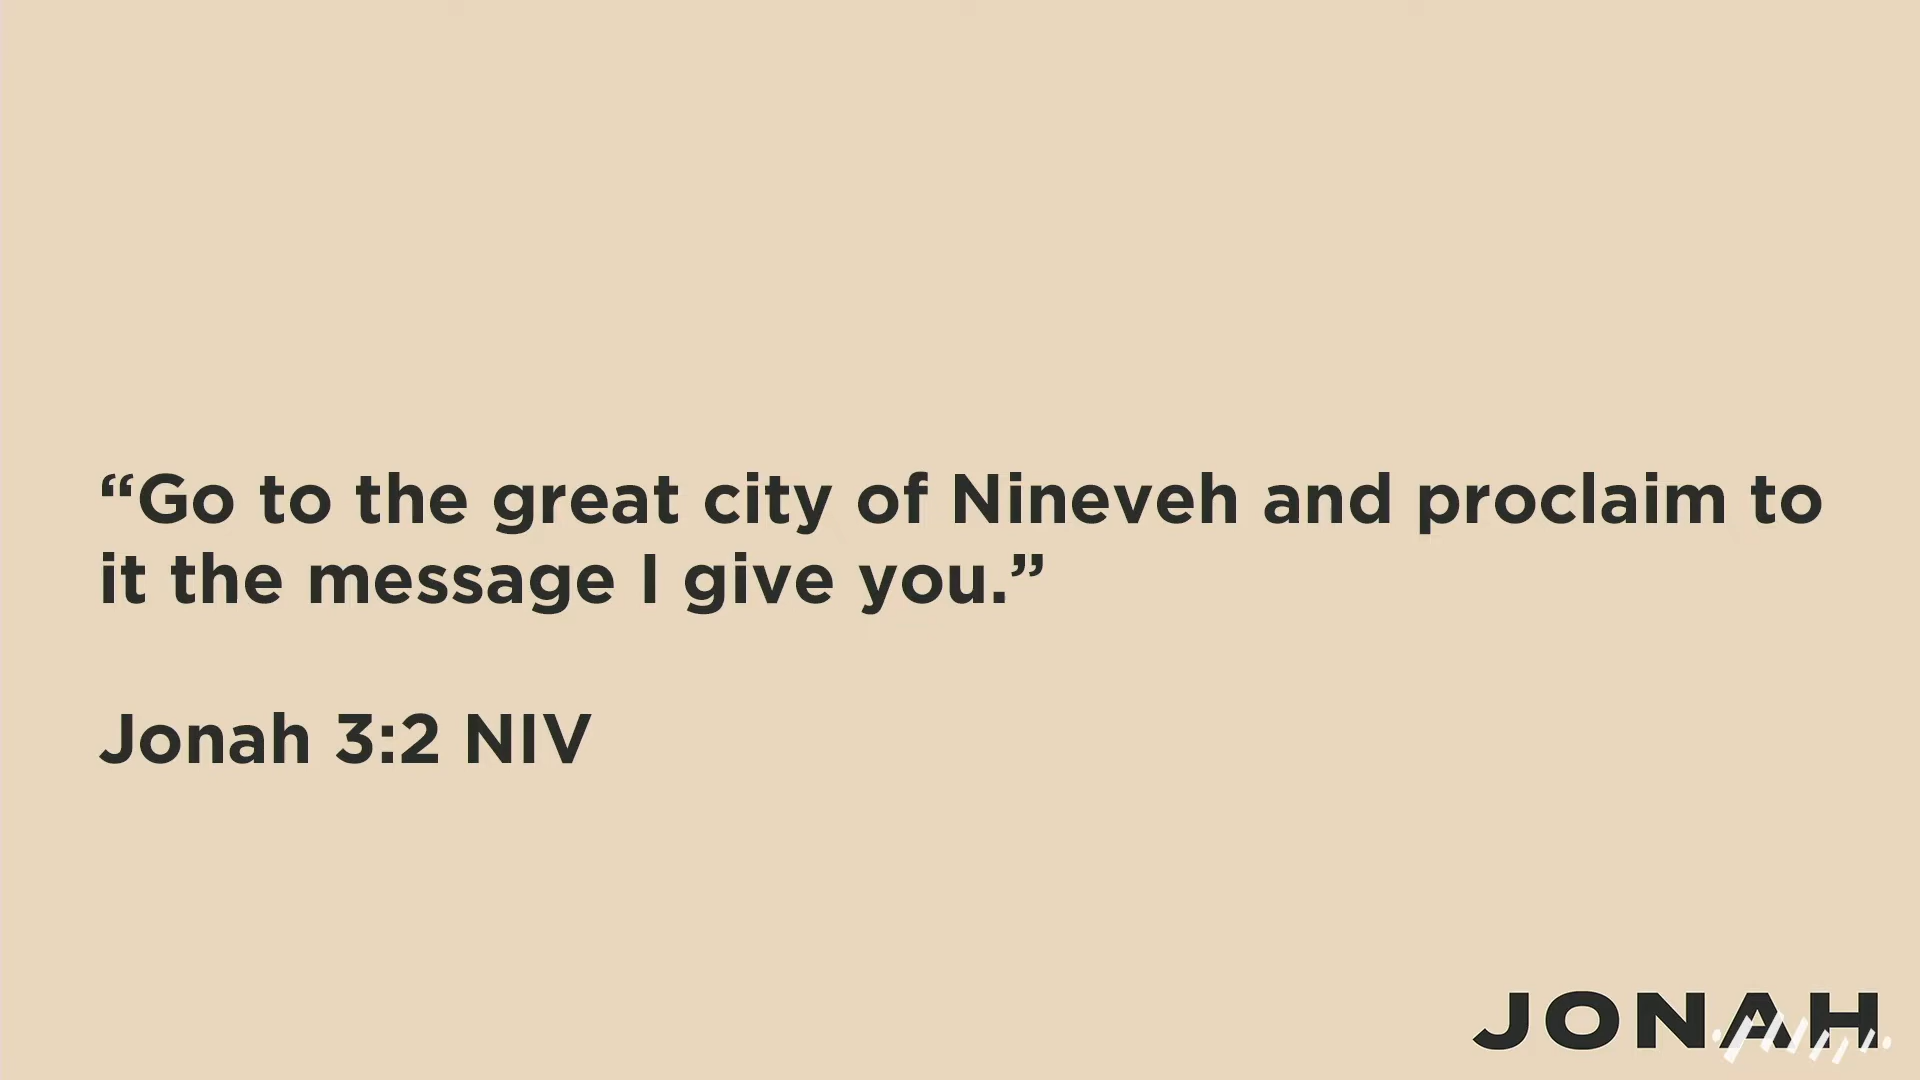 “Go to the great city of Nineveh and proclaim to
it the message I give you.”
Jonah 3:2 NIV
JONAH